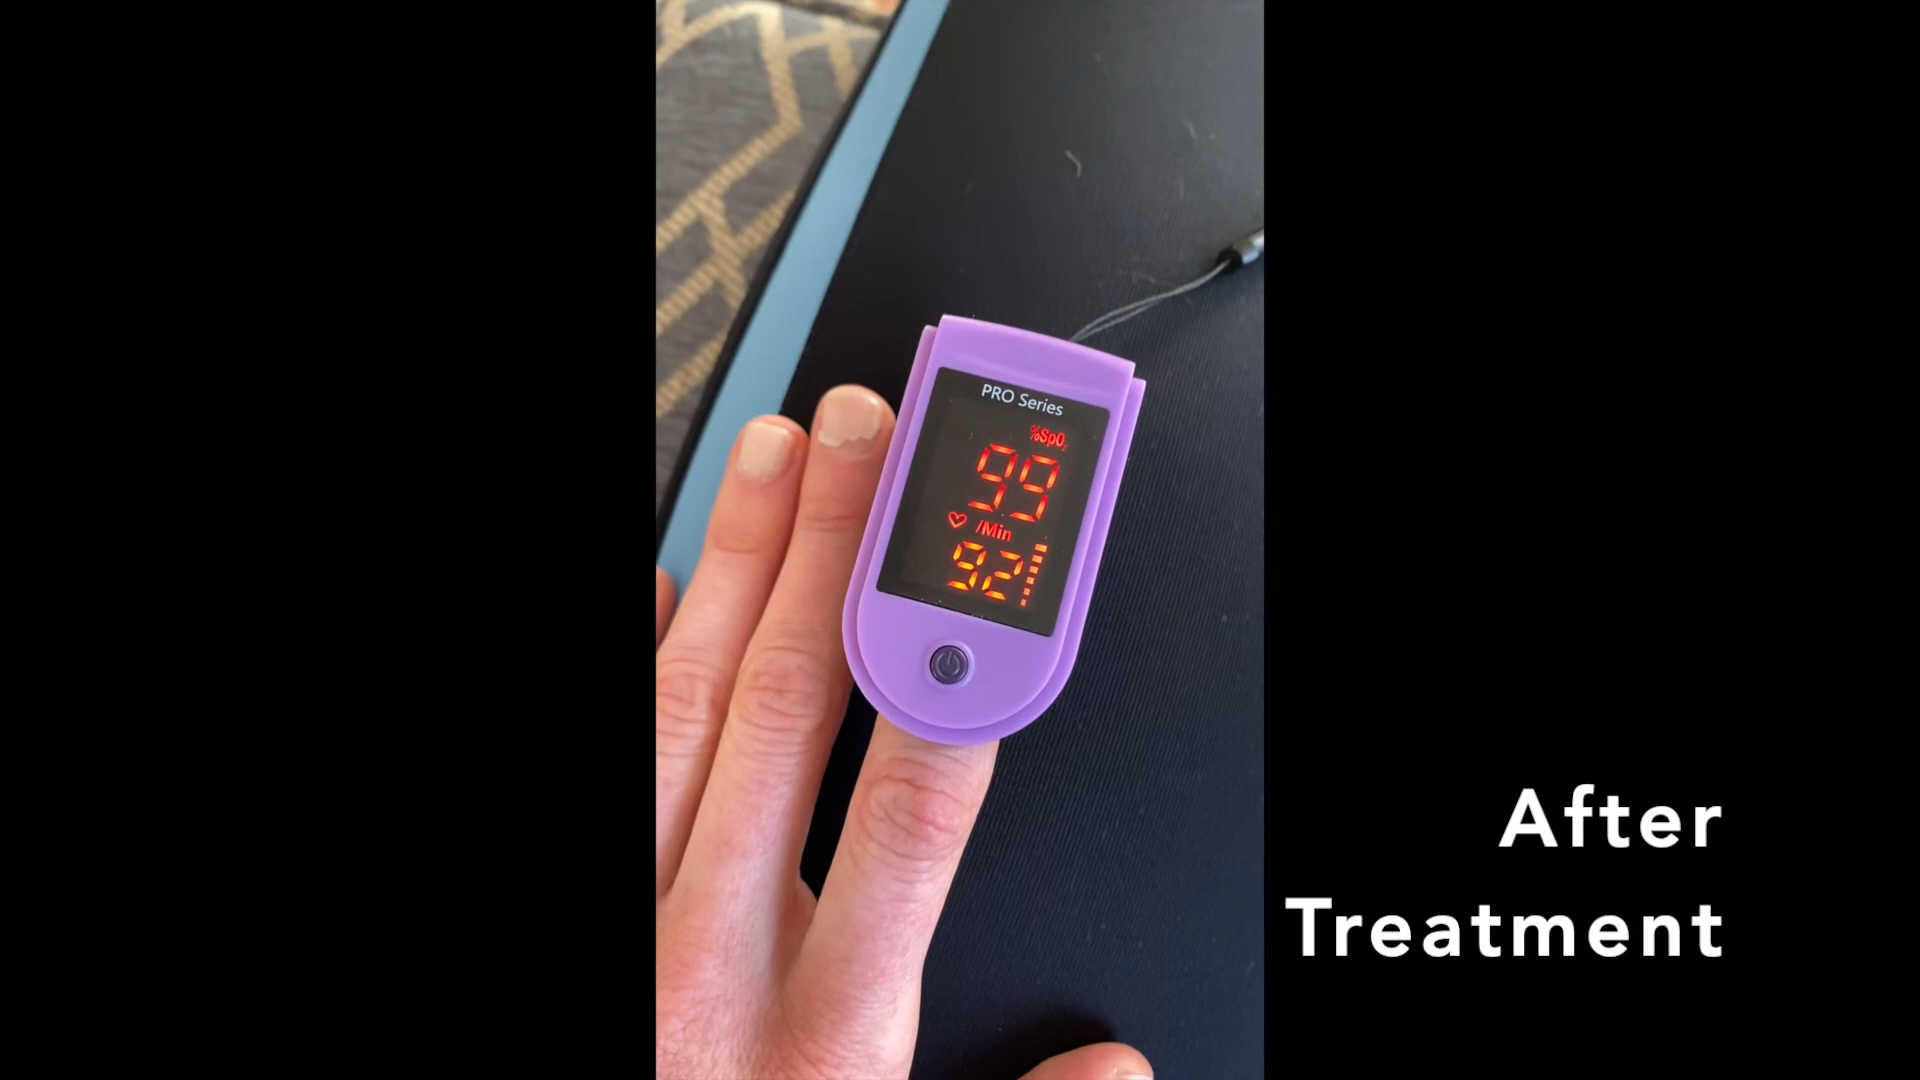 PRO Series
%SpO₂
99
♡ /Min
92
After
Treatment